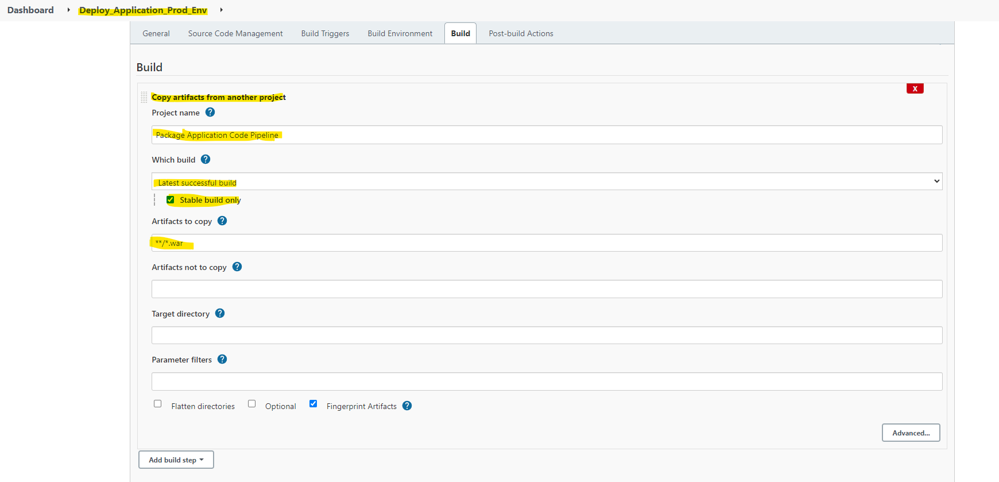 Dashboard Deploy_Application_Prod_Env
General Source Code Management Build Triggers Build Environment Build Post-build Actions
Build
Copy artifacts from another project X
Project name ?
Package Application Code Pipeline
Which build ?
Latest successful build
Stable build only
Artifacts to copy ?
**/*.war
Artifacts not to copy ?
Target directory ?
Parameter filters ?
Flatten directories Optional Fingerprint Artifacts ?
Advanced...
Add build step